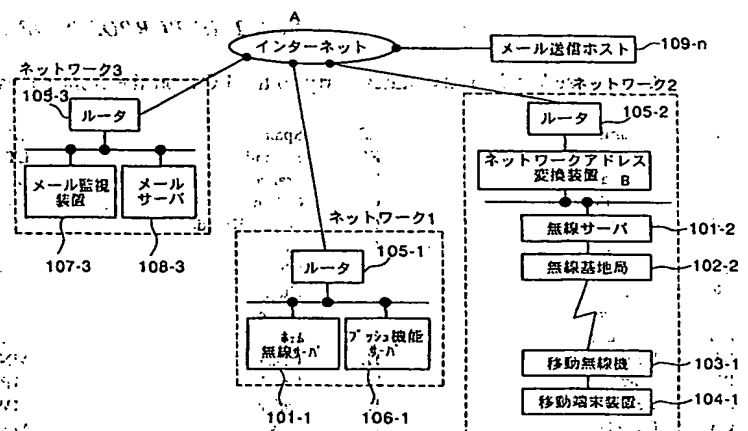 A
インターネット
メール送信ホスト
109-n
ネットワーク3
105-3
ルータ
メール監視
装置
メール
サーバ
107-3
108-3
ネットワーク1
ルータ
105-1
ホーム
無線サーバ
プッシュ機能
サーバ
101-1
106-1
ネットワーク2
ルータ
105-2
ネットワークアドレス
変換装置 B
無線サーバ
101-2
無線基地局
102-2
移動無線機
103-1
移動端末装置
104-1